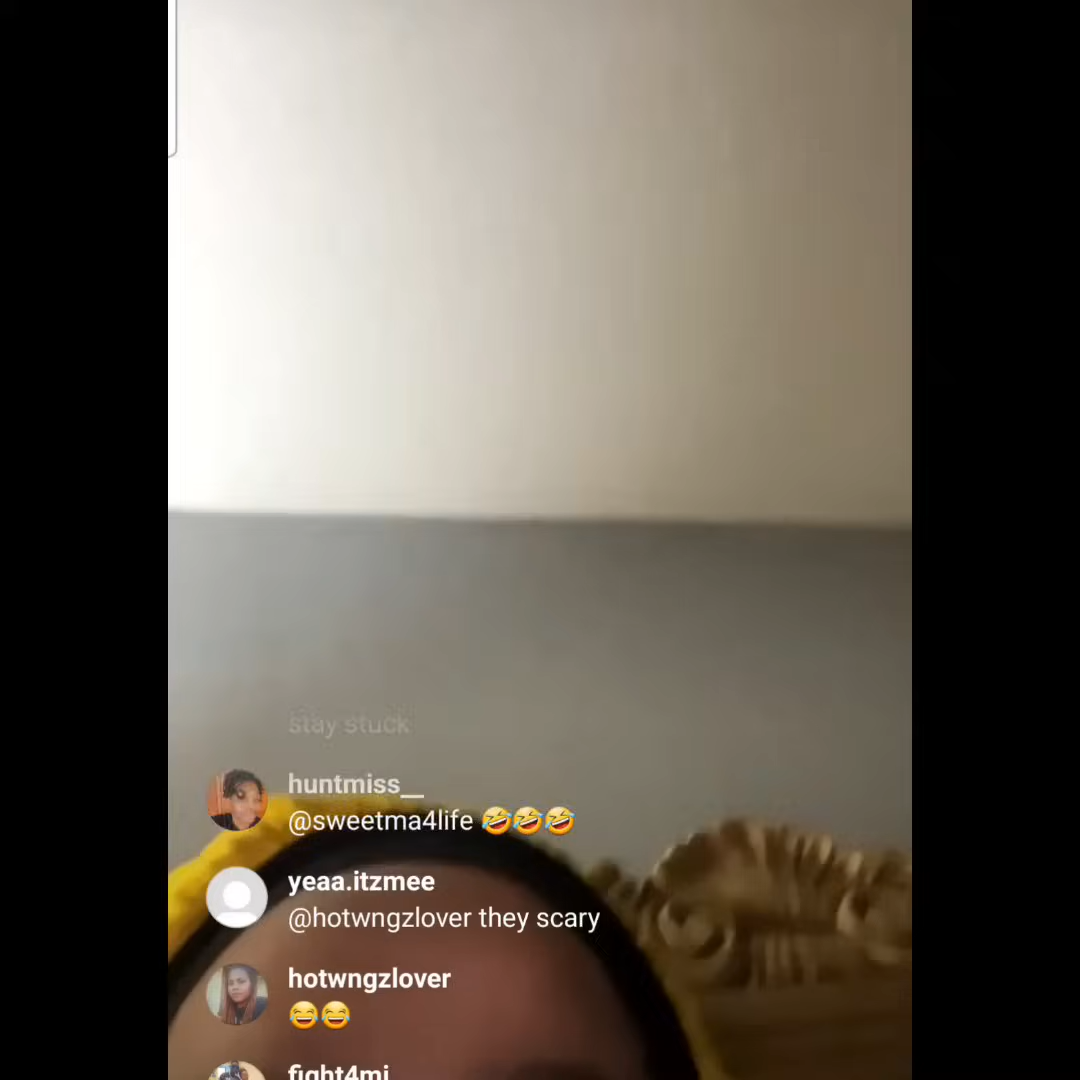 stay stuck
huntmiss__
@sweetma4life 🤣🤣🤣
yeaa.itzmee
@hotwngzlover they scary
hotwngzlover
😂😂
fight4mi